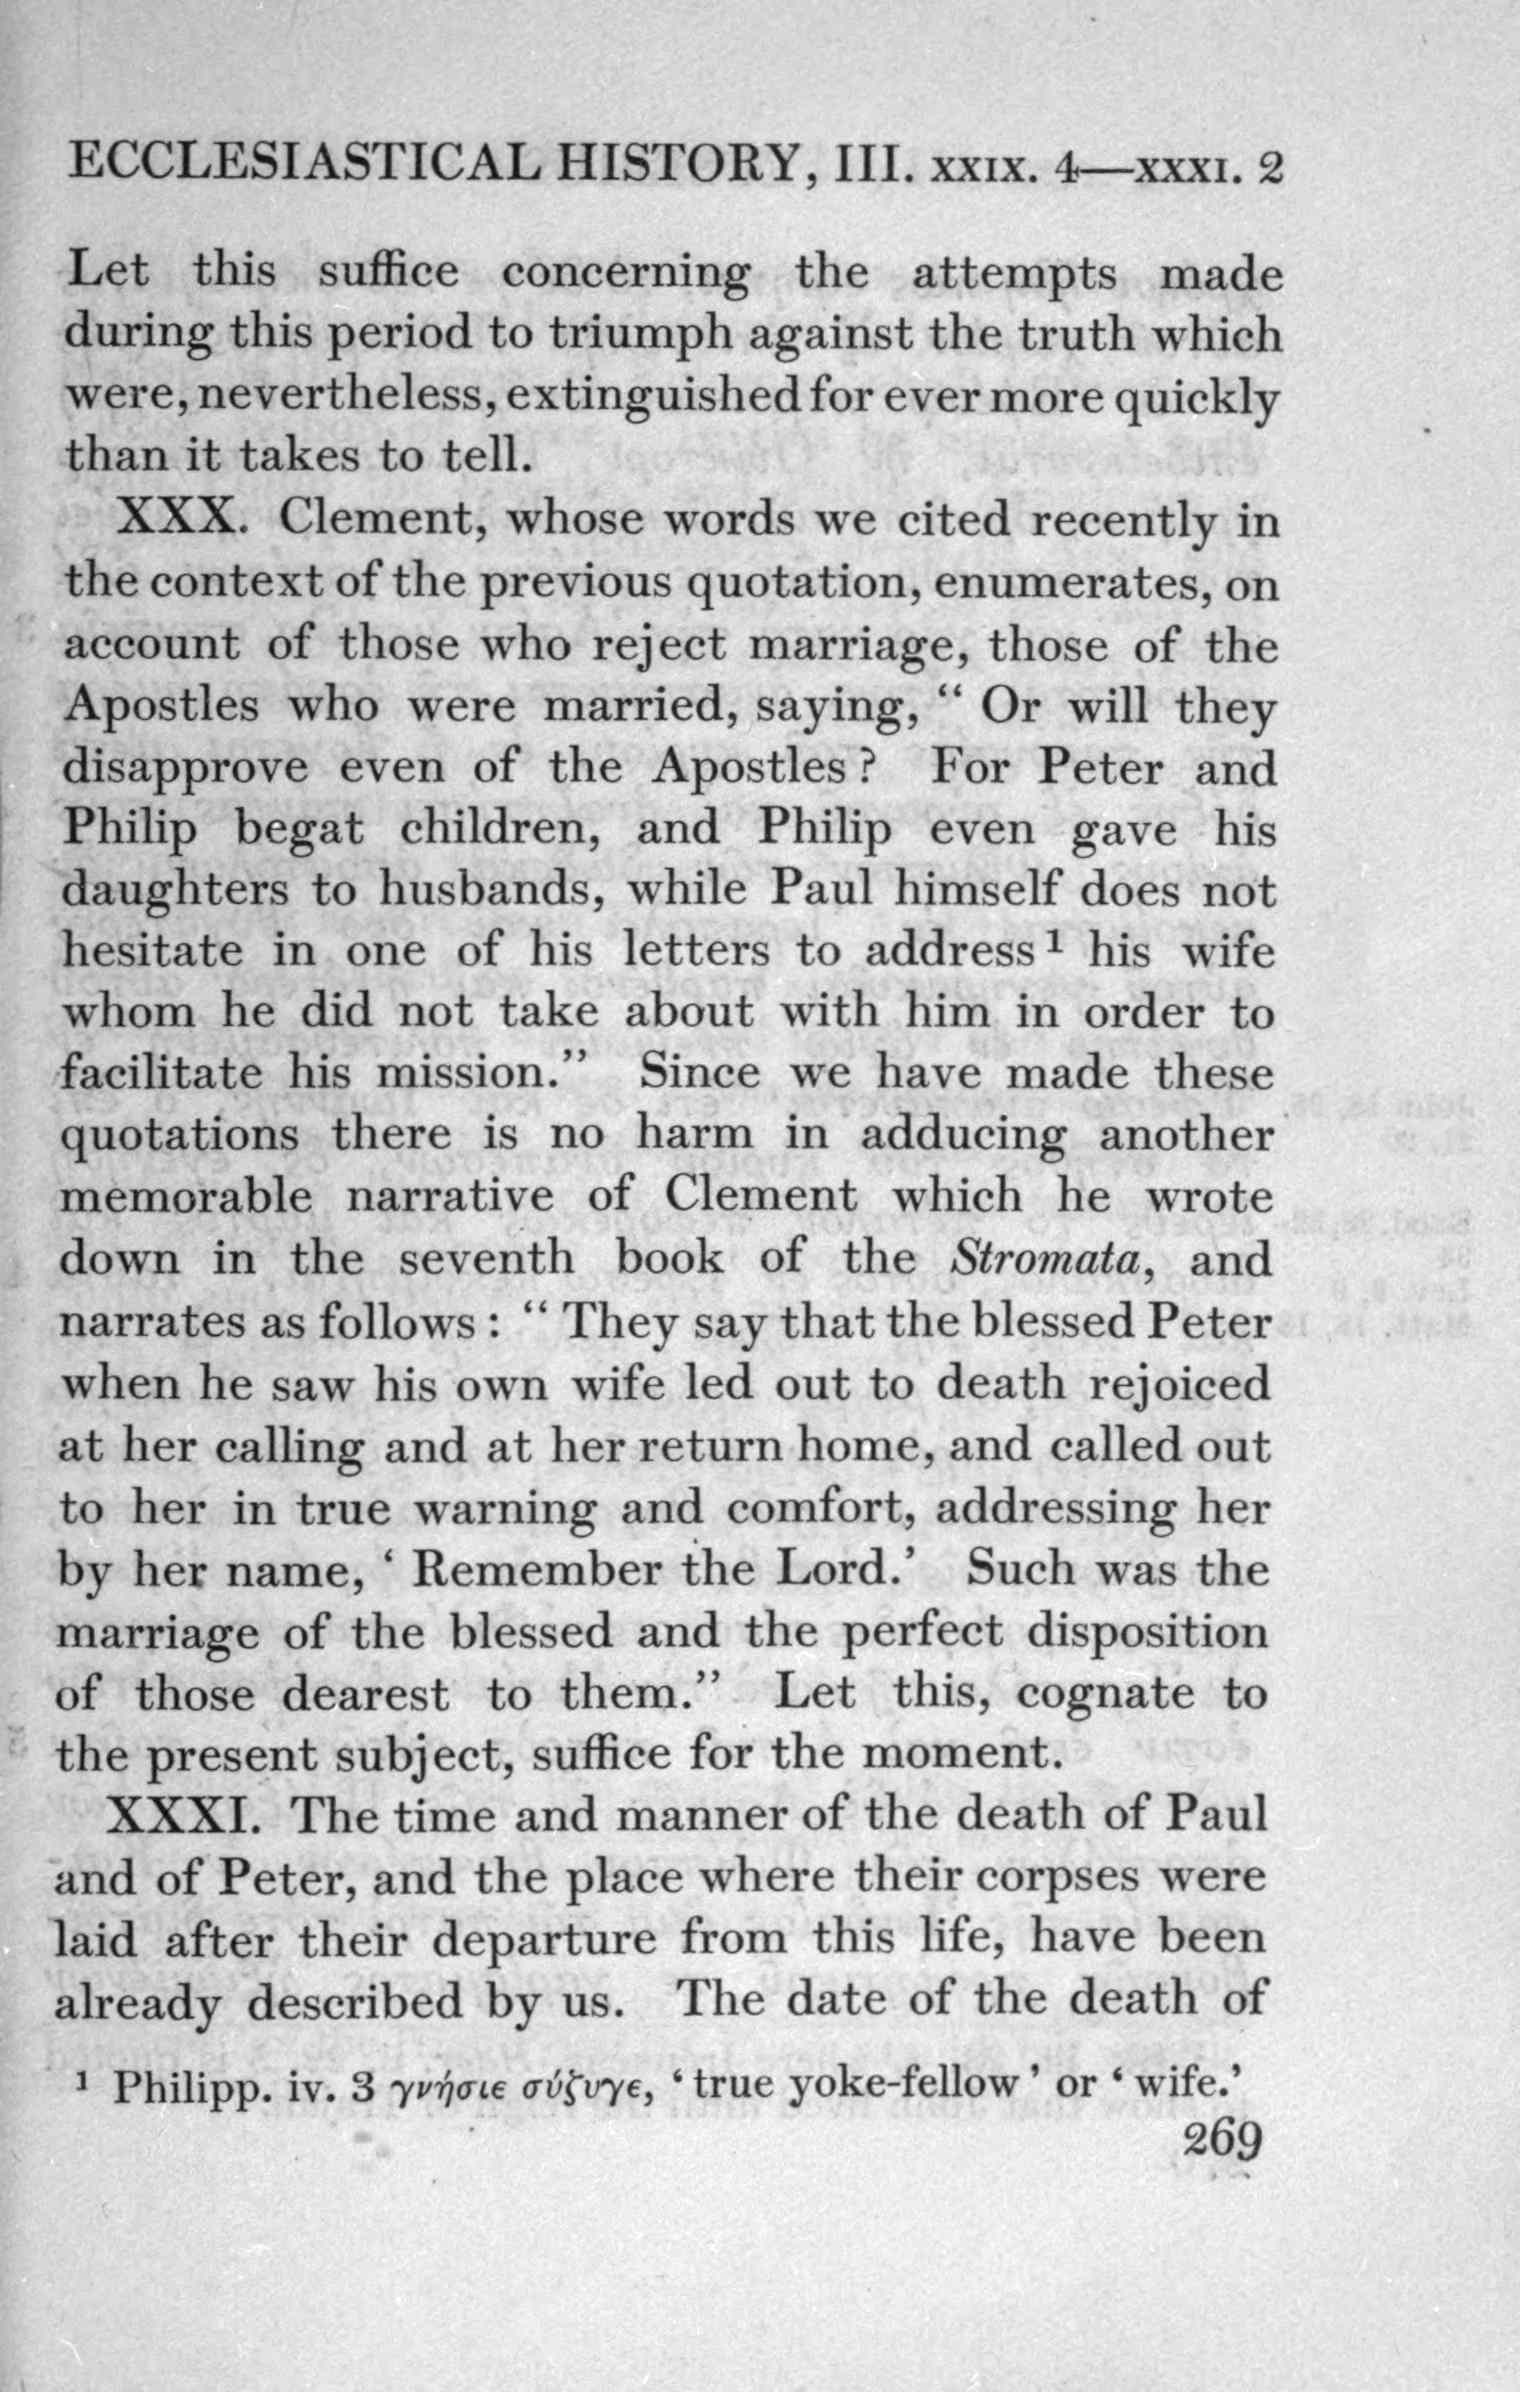 ECCLESIASTICAL HISTORY, III. XXIX. 4—XXXI. 2
Let this suffice concerning the attempts made
during this period to triumph against the truth which
were, nevertheless, extinguished for ever more quickly
than it takes to tell.
XXX. Clement, whose words we cited recently in
the context of the previous quotation, enumerates, on
account of those who reject marriage, those of the
Apostles who were married, saying, “ Or will they
disapprove even of the Apostles ? For Peter and
Philip begat children, and Philip even gave his
daughters to husbands, while Paul himself does not
hesitate in one of his letters to address ¹ his wife
whom he did not take about with him in order to
facilitate his mission.” Since we have made these
quotations there is no harm in adducing another
memorable narrative of Clement which he wrote
down in the seventh book of the Stromata, and
narrates as follows : “ They say that the blessed Peter
when he saw his own wife led out to death rejoiced
at her calling and at her return home, and called out
to her in true warning and comfort, addressing her
by her name, ‘ Remember the Lord.’ Such was the
marriage of the blessed and the perfect disposition
of those dearest to them.” Let this, cognate to
the present subject, suffice for the moment.
XXXI. The time and manner of the death of Paul
and of Peter, and the place where their corpses were
laid after their departure from this life, have been
already described by us. The date of the death of
¹ Philipp. iv. 3 γνήσιε σύζυγε, ‘ true yoke-fellow ’ or ‘ wife.’
269